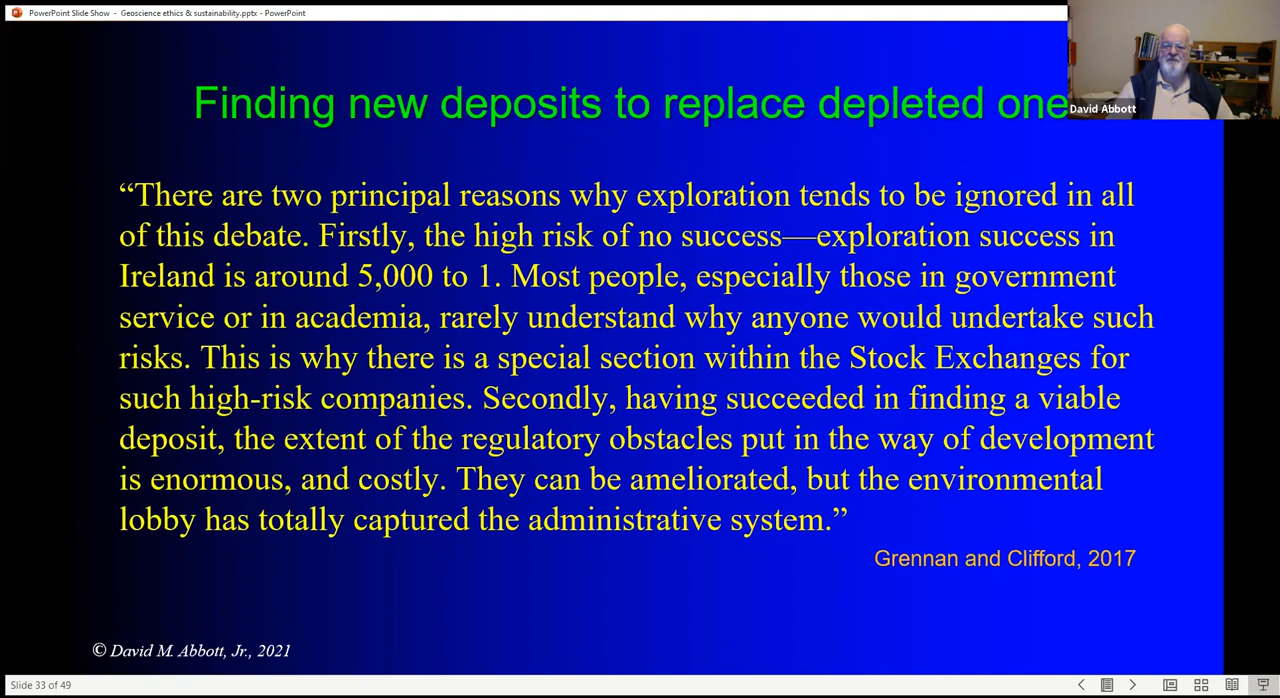 PowerPoint Slide Show - Geoscience ethics & sustainability.pptx - PowerPoint
Finding new deposits to replace depleted one
David Abbott
“There are two principal reasons why exploration tends to be ignored in all
of this debate. Firstly, the high risk of no success—exploration success in
Ireland is around 5,000 to 1. Most people, especially those in government
service or in academia, rarely understand why anyone would undertake such
risks. This is why there is a special section within the Stock Exchanges for
such high-risk companies. Secondly, having succeeded in finding a viable
deposit, the extent of the regulatory obstacles put in the way of development
is enormous, and costly. They can be ameliorated, but the environmental
lobby has totally captured the administrative system.”
Grennan and Clifford, 2017
© David M. Abbott, Jr., 2021
Slide 33 of 49